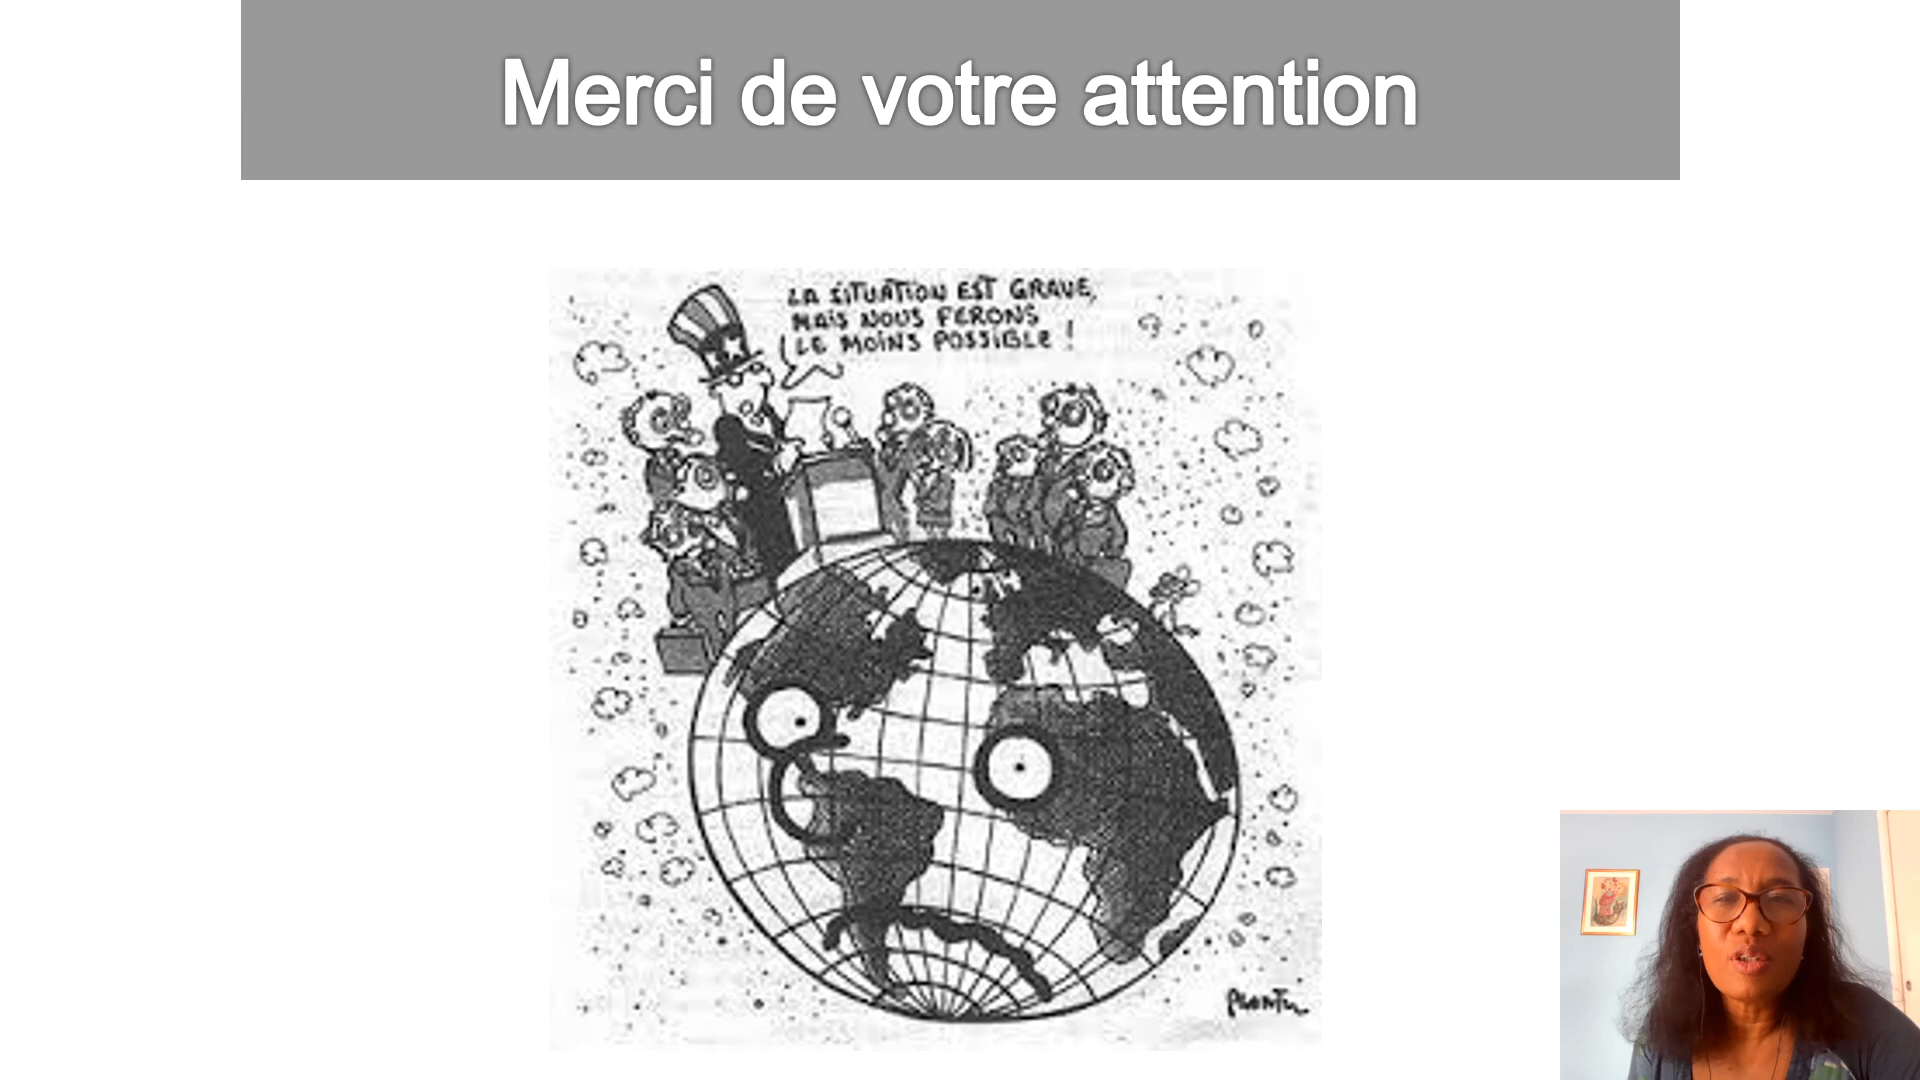 Merci de votre attention
LA SITUATION EST GRAVE,
MAIS NOUS FERONS
LE MOINS POSSIBLE !
PLANTU